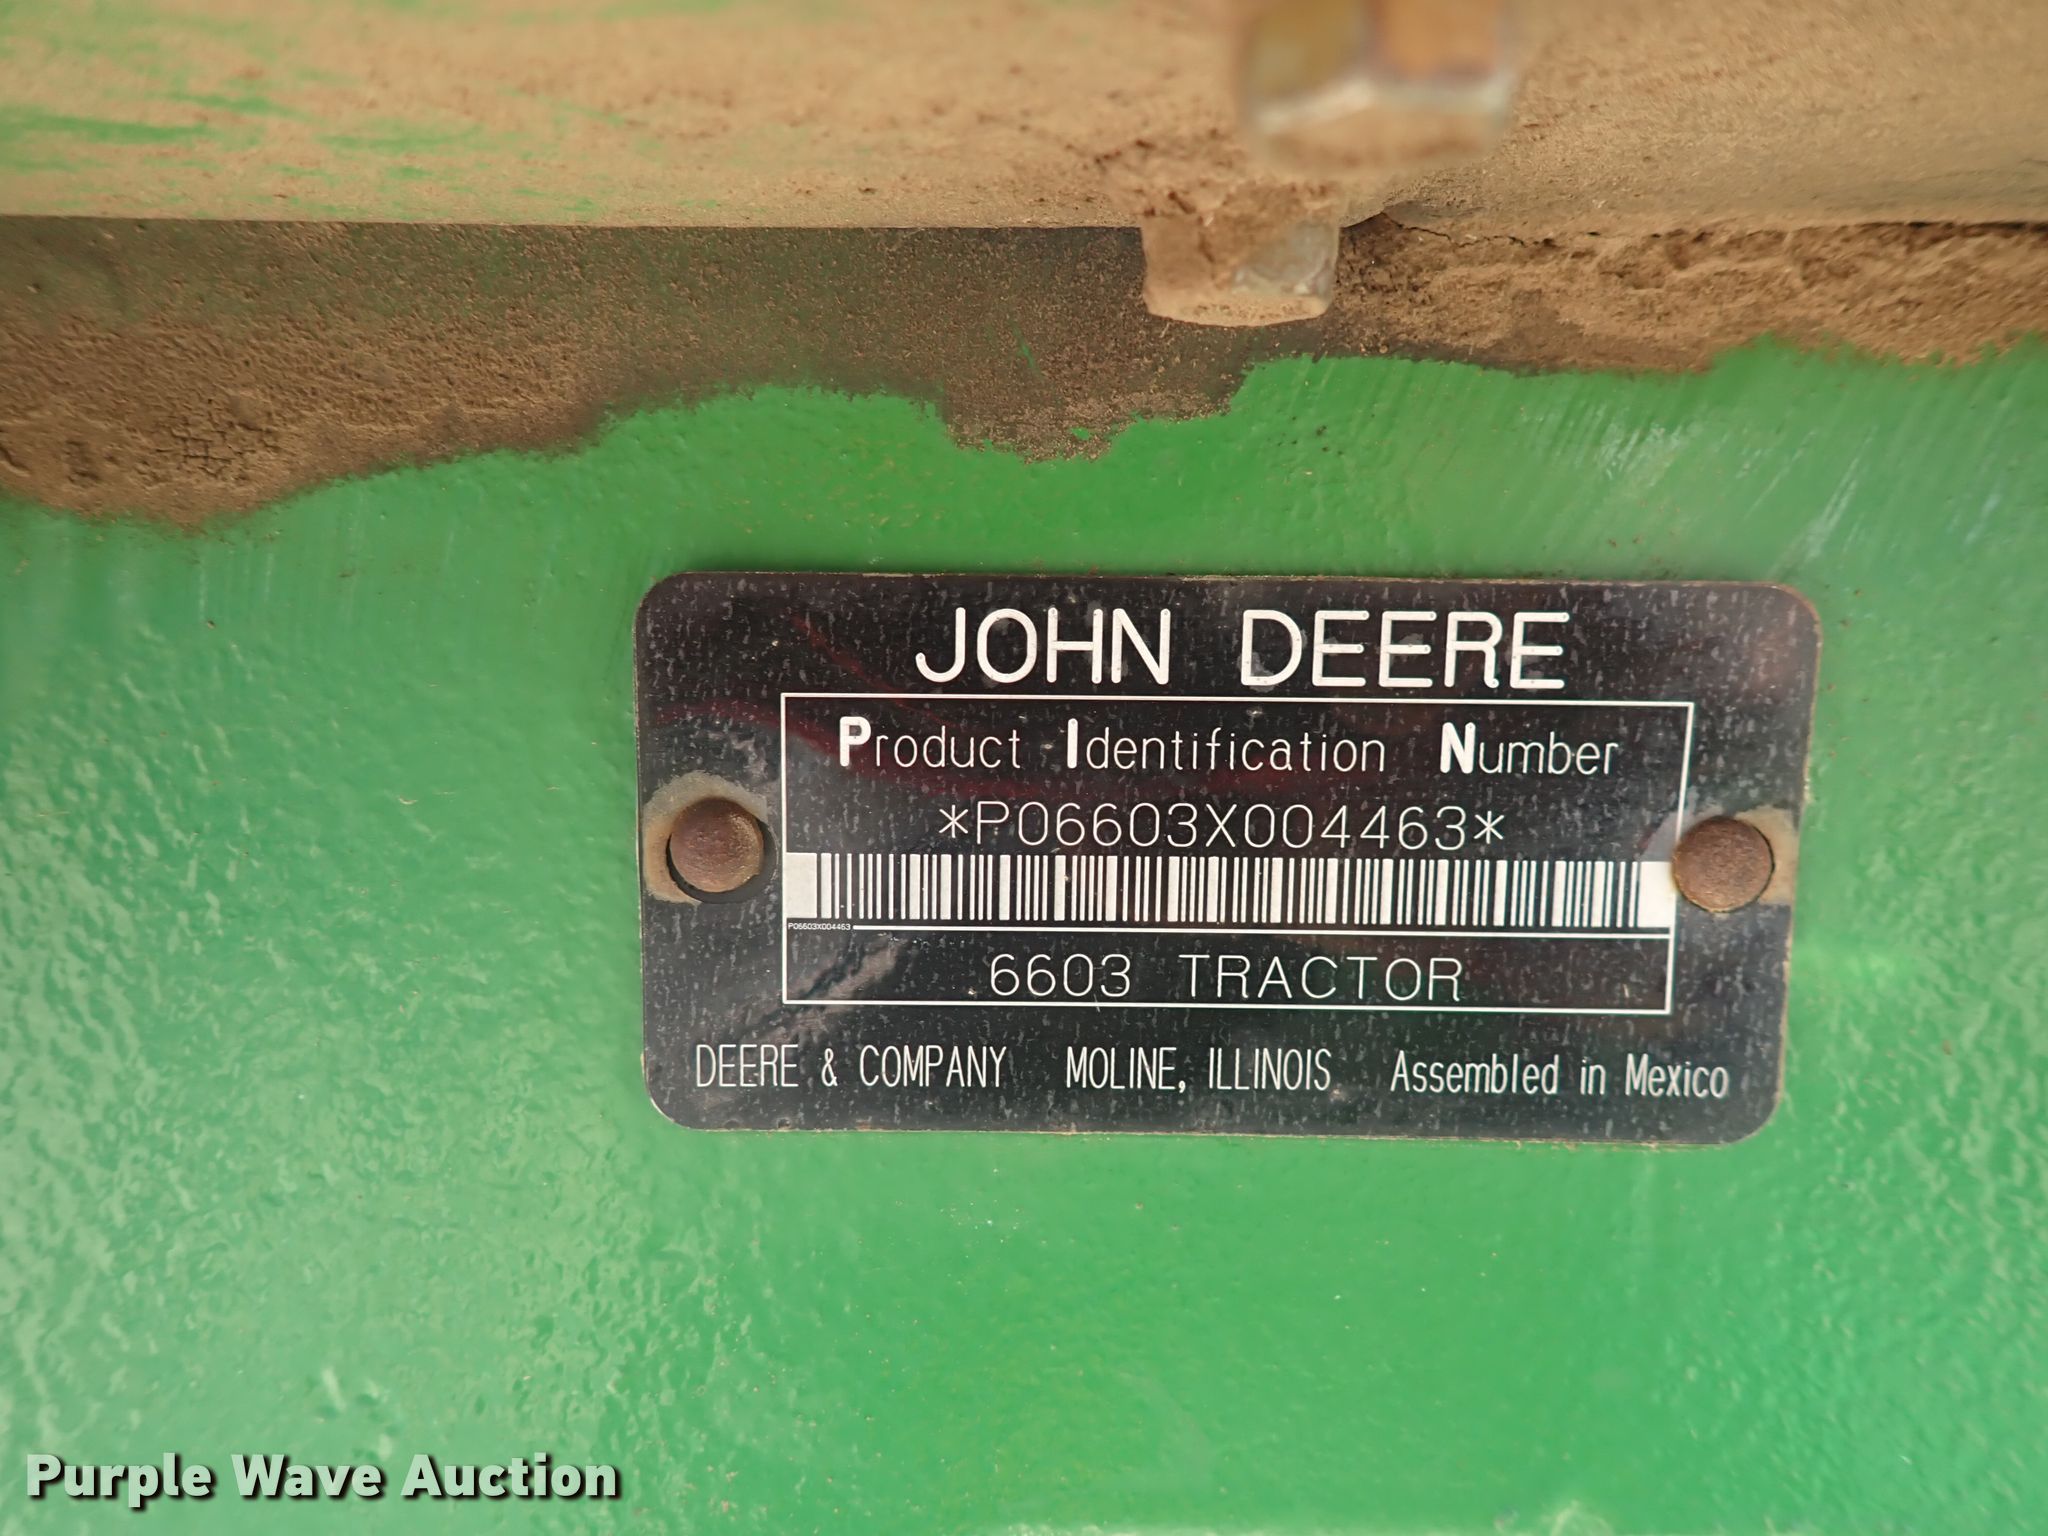 JOHN DEERE
Product Identification Number
*P06603X004463*
P06603X004463
6603 TRACTOR
DEERE & COMPANY MOLINE, ILLINOIS Assembled in Mexico
Purple Wave Auction